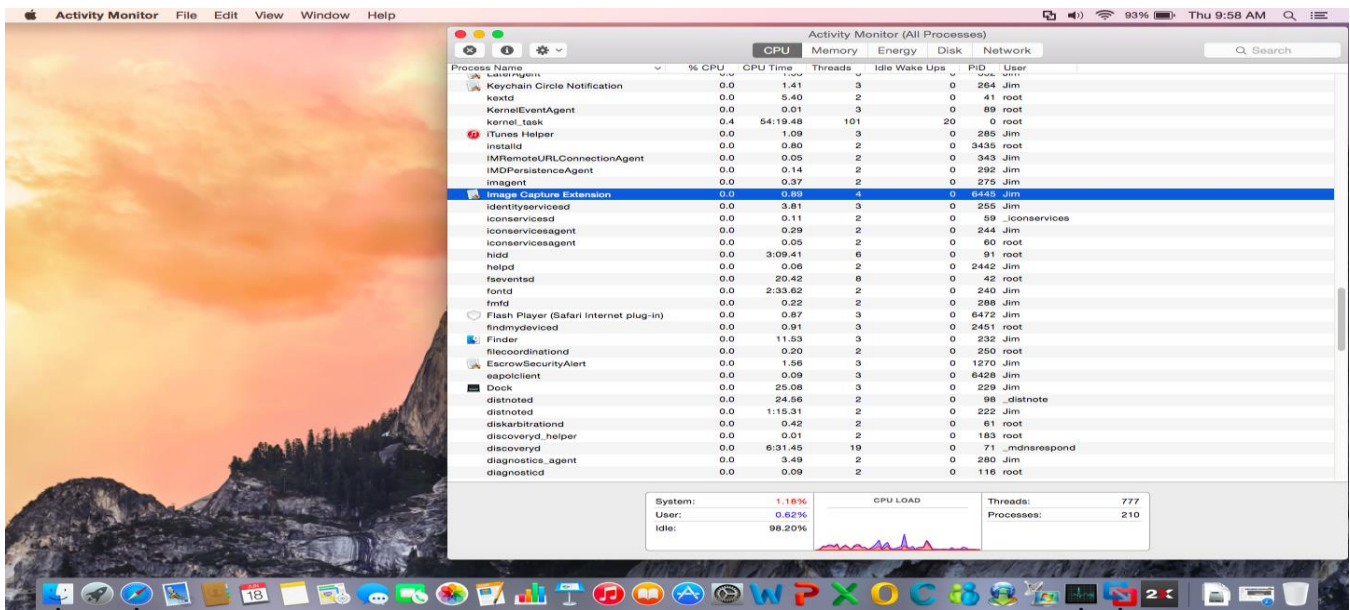 Activity Monitor File Edit View Window Help 93% Thu 9:58 AM
Activity Monitor (All Processes)
CPU Memory Energy Disk Network Search
Process Name % CPU CPU Time Threads Idle Wake Ups PID User
Keychain Circle Notification 0.0 1.41 3 0 264 Jim
kextd 0.0 5.40 2 0 41 root
KernelEventAgent 0.0 0.01 3 0 89 root
kernel_task 0.4 54:19.48 101 20 0 root
iTunes Helper 0.0 1.09 3 0 285 Jim
installd 0.0 0.80 2 0 3435 root
IMRemoteURLConnectionAgent 0.0 0.05 2 0 343 Jim
IMDPersistenceAgent 0.0 0.14 2 0 292 Jim
imagent 0.0 0.37 2 0 275 Jim
Image Capture Extension 0.0 0.89 4 0 6445 Jim
identityservicesd 0.0 3.81 3 0 255 Jim
iconservicesd 0.0 0.11 2 0 59 _iconservices
iconservicesagent 0.0 0.29 2 0 244 Jim
iconservicesagent 0.0 0.05 2 0 60 root
hidd 0.0 3:09.41 6 0 91 root
helpd 0.0 0.06 2 0 2442 Jim
fseventsd 0.0 20.42 8 0 42 root
fontd 0.0 2:33.62 2 0 240 Jim
fmfd 0.0 0.22 2 0 288 Jim
Flash Player (Safari Internet plug-in) 0.0 0.87 3 0 6472 Jim
findmydeviced 0.0 0.91 3 0 2451 root
Finder 0.0 11.53 3 0 232 Jim
filecoordinationd 0.0 0.20 2 0 250 root
EscrowSecurityAlert 0.0 1.56 3 0 1270 Jim
eapolclient 0.0 0.09 3 0 6428 Jim
Dock 0.0 25.08 3 0 229 Jim
distnoted 0.0 24.56 2 0 98 _distnote
distnoted 0.0 1:15.31 2 0 222 Jim
diskarbitrationd 0.0 0.42 2 0 61 root
discoveryd_helper 0.0 0.01 2 0 183 root
discoveryd 0.0 6:31.45 19 0 71 _mdnsrespond
diagnostics_agent 0.0 3.49 2 0 280 Jim
diagnosticd 0.0 0.09 2 0 116 root
System: 1.18% CPU LOAD Threads: 777
User: 0.62% Processes: 210
Idle: 98.20%
18 W P X O C 2X